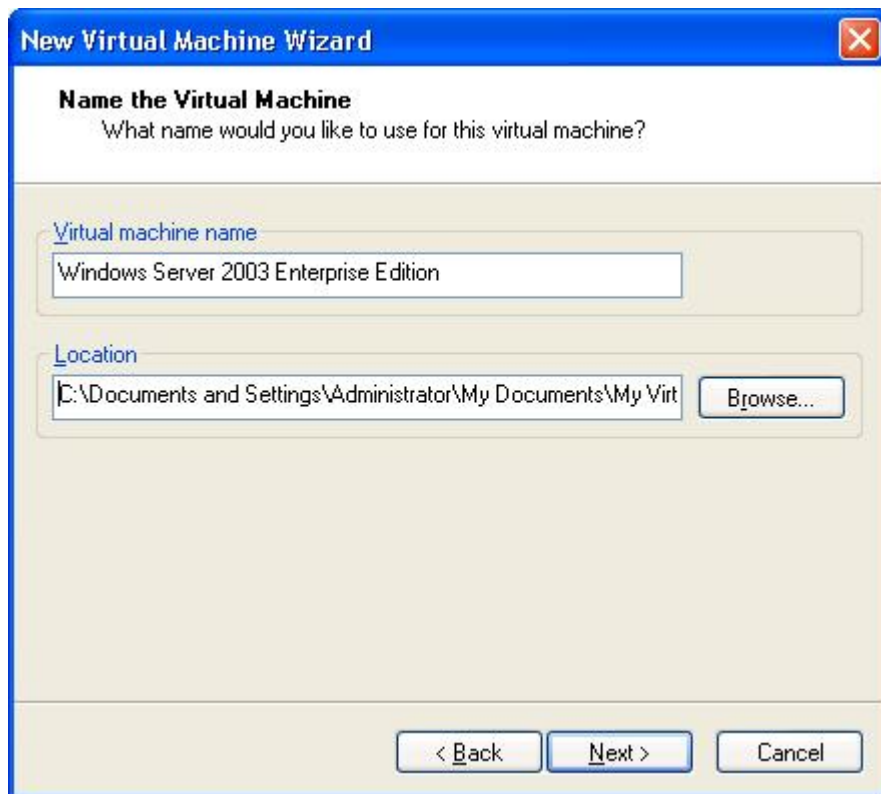 New Virtual Machine Wizard
Name the Virtual Machine
What name would you like to use for this virtual machine?
Virtual machine name
Windows Server 2003 Enterprise Edition
Location
C:\Documents and Settings\Administrator\My Documents\My Virt
Browse...
< Back
Next >
Cancel